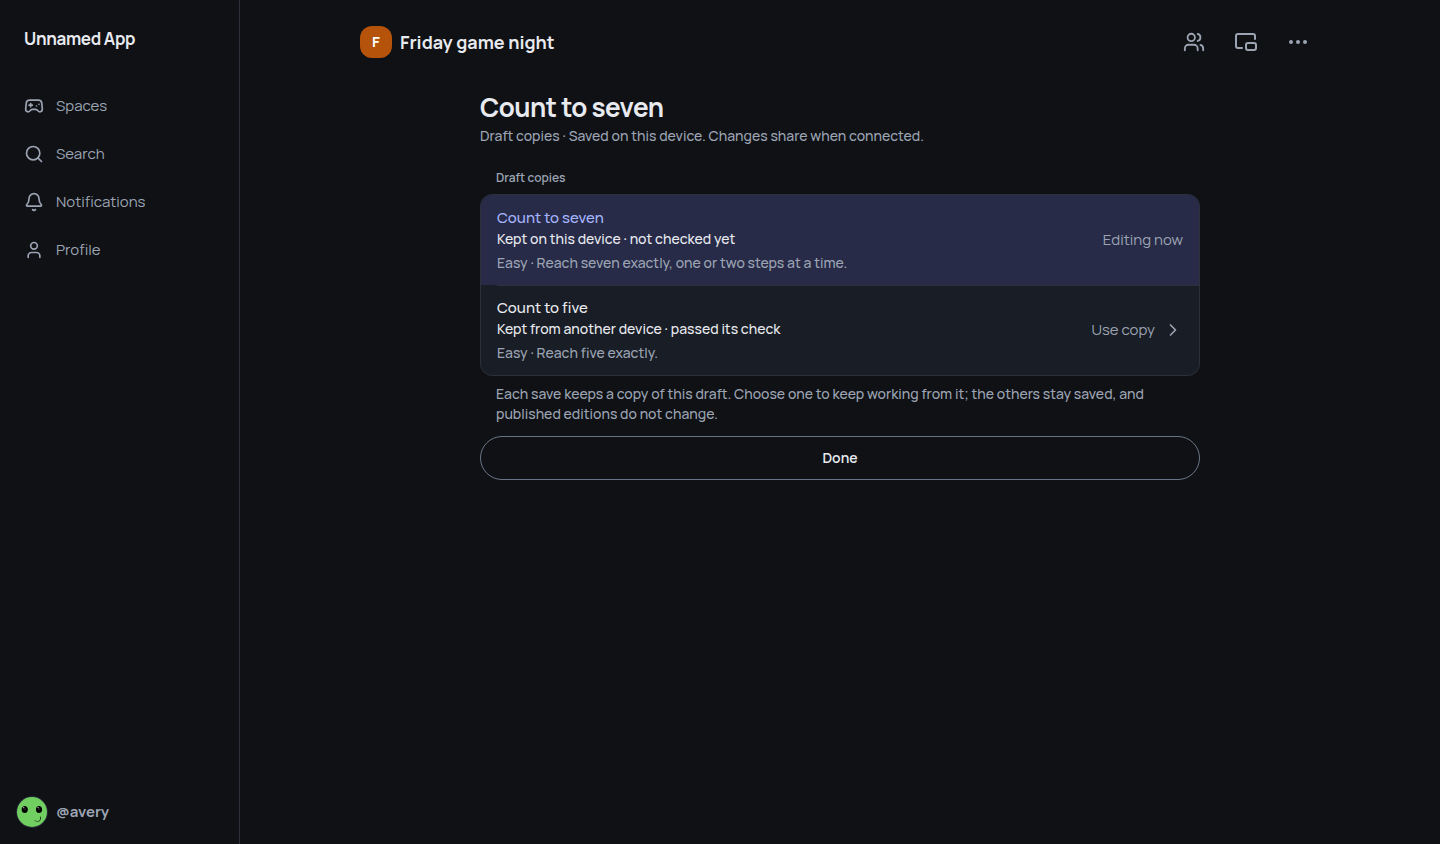 Unnamed App
Spaces
Search
Notifications
Profile
@avery
F
Friday game night
Count to seven
Draft copies · Saved on this device. Changes share when connected.
Draft copies
Count to seven
Kept on this device · not checked yet
Easy · Reach seven exactly, one or two steps at a time.
Editing now
Count to five
Kept from another device · passed its check
Easy · Reach five exactly.
Use copy
Each save keeps a copy of this draft. Choose one to keep working from it; the others stay saved, and
published editions do not change.
Done